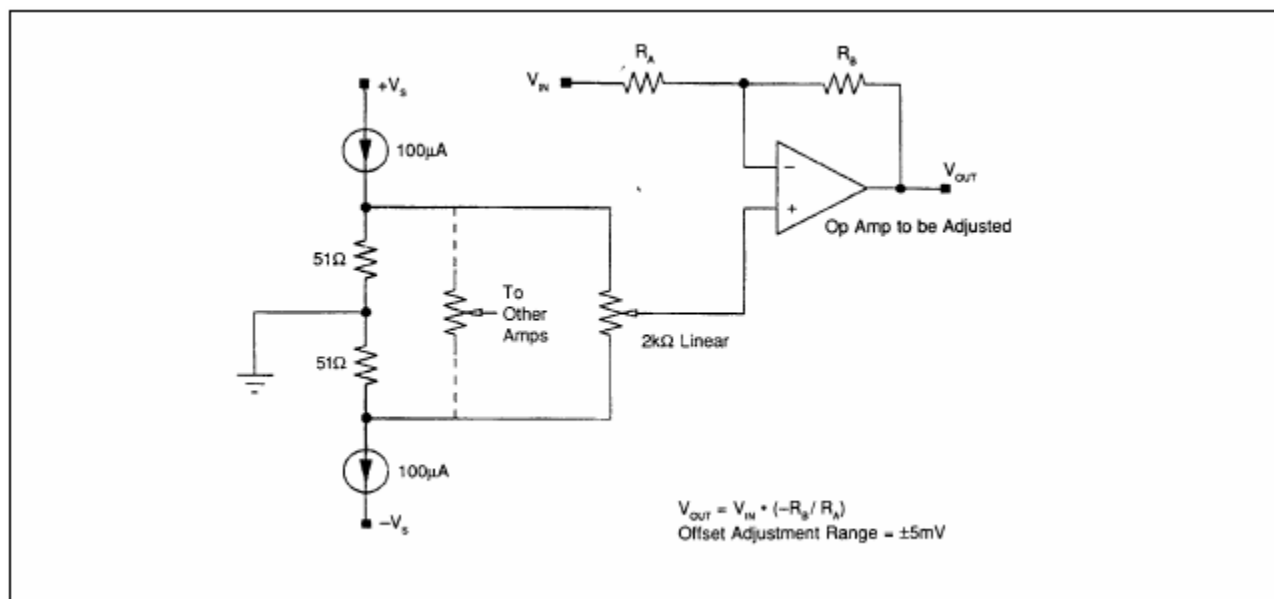 R_A
R_B
V_IN
+V_S
100µA
−
+
V_OUT
Op Amp to be Adjusted
51Ω
To
Other
Amps
2kΩ Linear
51Ω
100µA
−V_S
V_OUT = V_IN • (−R_B / R_A)
Offset Adjustment Range = ±5mV